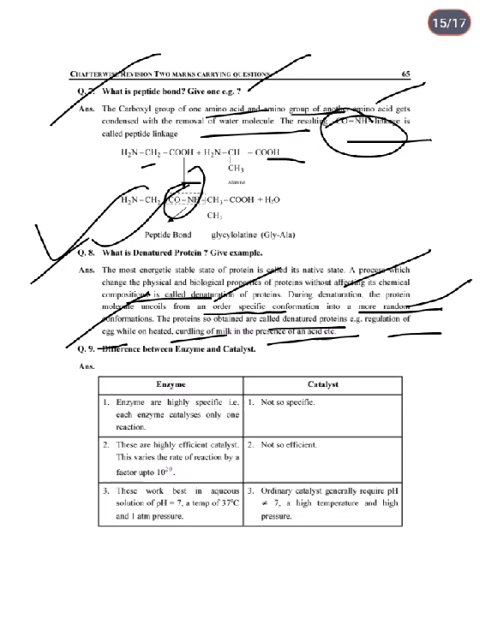 15/17
CHAPTERWISE REVISION TWO MARKS CARRYING QUESTIONS 65
Q. 7. What is peptide bond? Give one e.g. ?
Ans. The Carboxyl group of one amino acid and amino group of another amino acid gets
condensed with the removal of water molecule. The resulting –CO–NH– linkage is
called peptide linkage
H₂N – CH₂ – COOH + H₂N – CH – COOH
CH₃
alanine
H₂N – CH₂ CO – NH – CH₃ – COOH + H₂O
CH₃
Peptide Bond glycylolatine (Gly-Ala)
Q. 8. What is Denatured Protein ? Give example.
Ans. The most energetic stable state of protein is called its native state. A process which
change the physical and biological properties of proteins without affecting its chemical
compositions is called denaturation of proteins. During denaturation, the protein
molecule uncoils from an order specific conformation into a more random
conformations. The proteins so obtained are called denatured proteins e.g. regulation of
egg while on heated, curdling of milk in the presence of an acid etc.
Q. 9. Difference between Enzyme and Catalyst.
Ans.
Enzyme Catalyst
1. Enzyme are highly specific i.e. 1. Not so specific.
each enzyme catalyses only one
reaction.
2. These are highly efficient catalyst. 2. Not so efficient.
This varies the rate of reaction by a
factor upto 10²⁰.
3. These work best in aqueous 3. Ordinary catalyst generally require pH
solution of pH = 7, a temp of 37°C ≠ 7, a high temperature and high
and 1 atm pressure. pressure.